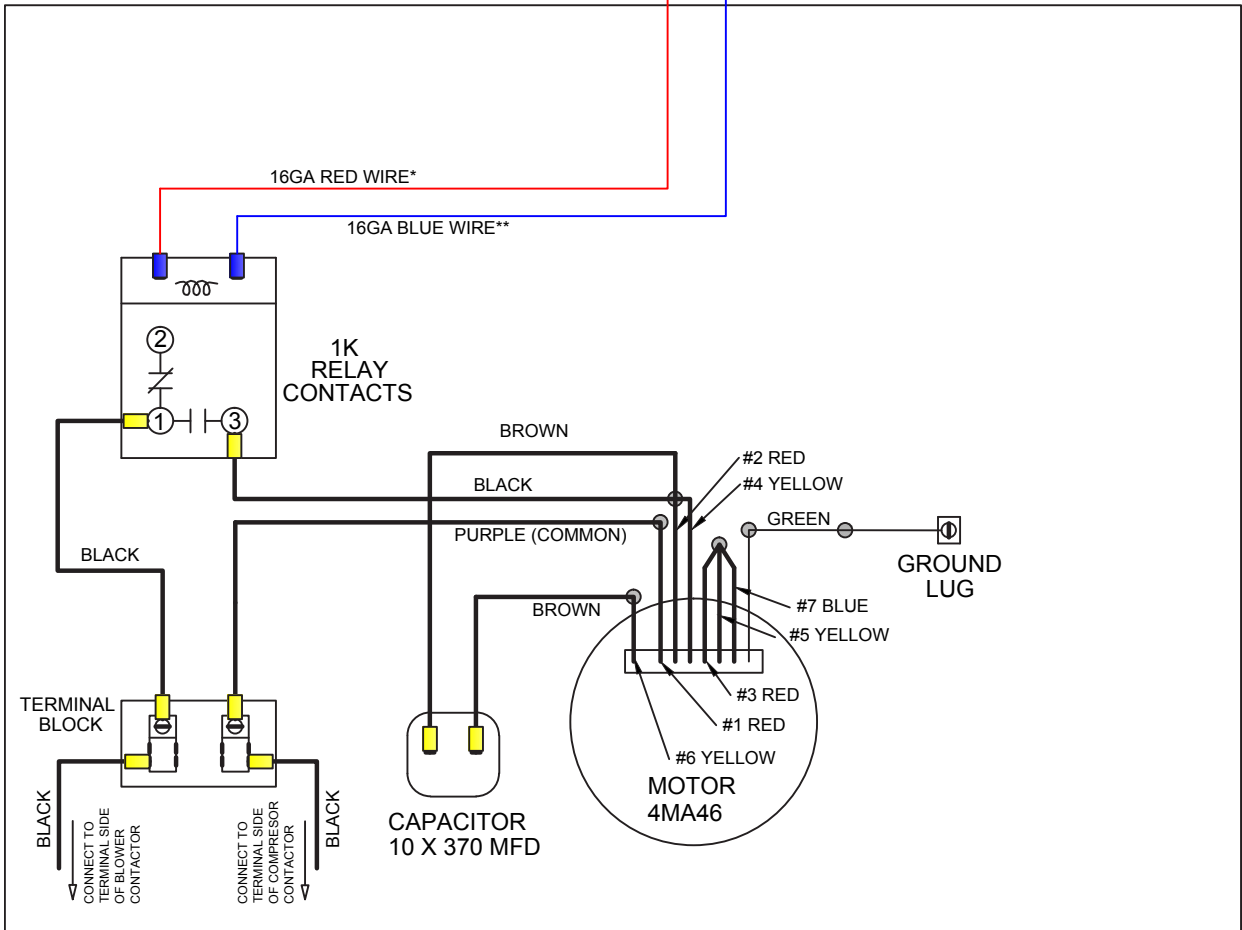 16GA RED WIRE*
16GA BLUE WIRE**
2
1
3
1K
RELAY
CONTACTS
BROWN
#2 RED
#4 YELLOW
BLACK
GREEN
PURPLE (COMMON)
BLACK
GROUND
LUG
BROWN
#7 BLUE
#5 YELLOW
#3 RED
#1 RED
#6 YELLOW
TERMINAL
BLOCK
MOTOR
4MA46
CAPACITOR
10 X 370 MFD
BLACK
CONNECT TO
TERMINAL SIDE
OF BLOWER
CONTACTOR
CONNECT TO
TERMINAL SIDE
OF COMPRESOR
CONTACTOR
BLACK